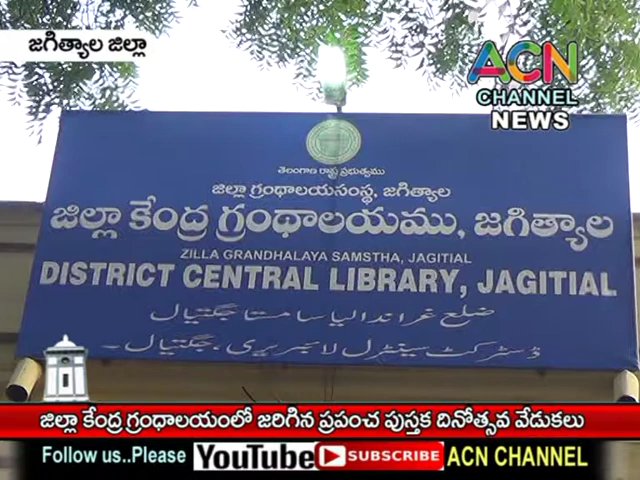 జగిత్యాల జిల్లా
ACN
CHANNEL
NEWS
తెలంగాణ రాష్ట్ర ప్రభుత్వము
జిల్లా గ్రంథాలయసంస్థ, జగిత్యాల
జిల్లా కేంద్ర గ్రంథాలయము, జగిత్యాల
ZILLA GRANDHALAYA SAMSTHA, JAGITIAL
DISTRICT CENTRAL LIBRARY, JAGITIAL
ضلع غراندالیا سامستا جگتیال
ڈسٹرکٹ سینٹرل لائبریری، جگتیال۔
జిల్లా కేంద్ర గ్రంధాలయంలో జరిగిన ప్రపంచ పుస్తక దినోత్సవ వేడుకలు
Follow us..Please YouTube SUBSCRIBE ACN CHANNEL